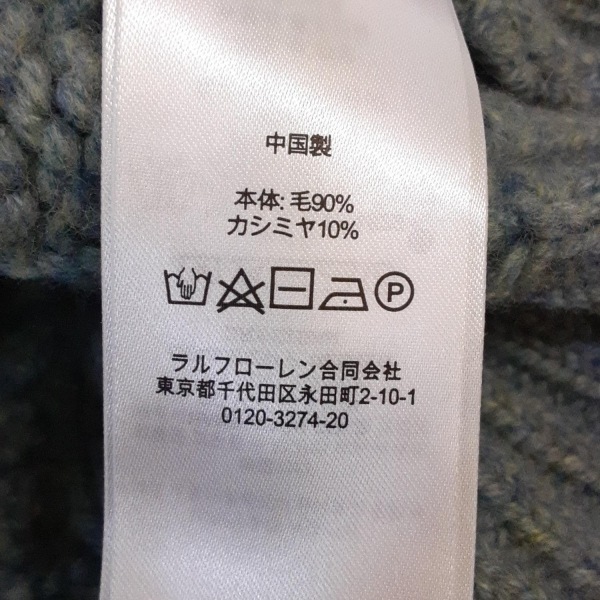 中国製
本体: 毛90%
カシミヤ10%
P
ラルフローレン合同会社
東京都千代田区永田町2-10-1
0120-3274-20